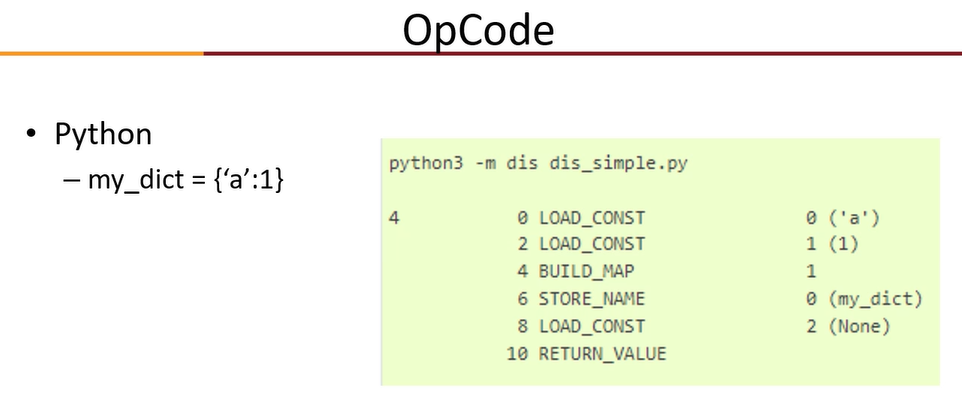 OpCode
• Python
– my_dict = {‘a’:1}
python3 -m dis dis_simple.py
4 0 LOAD_CONST 0 ('a')
2 LOAD_CONST 1 (1)
4 BUILD_MAP 1
6 STORE_NAME 0 (my_dict)
8 LOAD_CONST 2 (None)
10 RETURN_VALUE